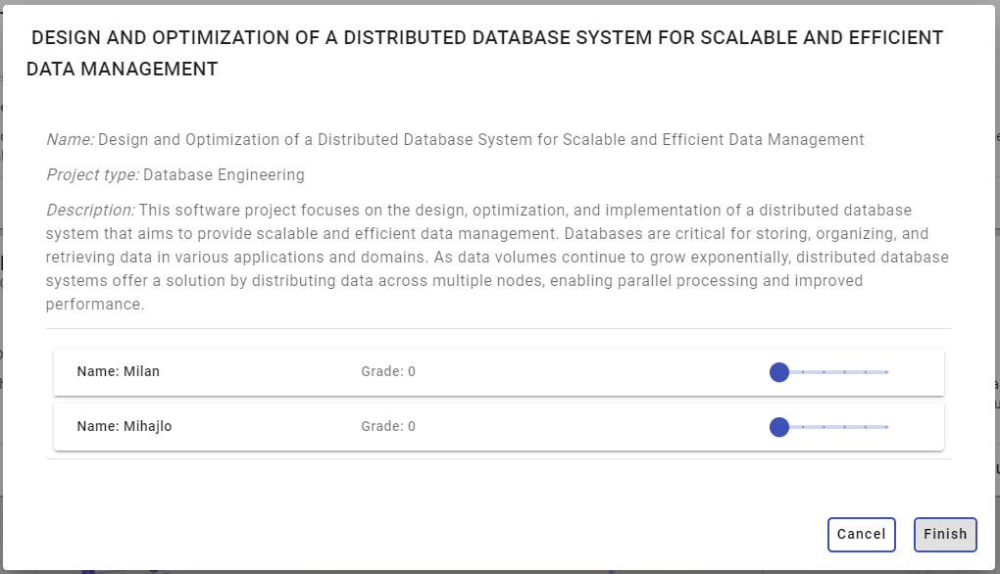 DESIGN AND OPTIMIZATION OF A DISTRIBUTED DATABASE SYSTEM FOR SCALABLE AND EFFICIENT
DATA MANAGEMENT
Name: Design and Optimization of a Distributed Database System for Scalable and Efficient Data Management
Project type: Database Engineering
Description: This software project focuses on the design, optimization, and implementation of a distributed database
system that aims to provide scalable and efficient data management. Databases are critical for storing, organizing, and
retrieving data in various applications and domains. As data volumes continue to grow exponentially, distributed database
systems offer a solution by distributing data across multiple nodes, enabling parallel processing and improved
performance.
Name: Milan Grade: 0
Name: Mihajlo Grade: 0
Cancel Finish